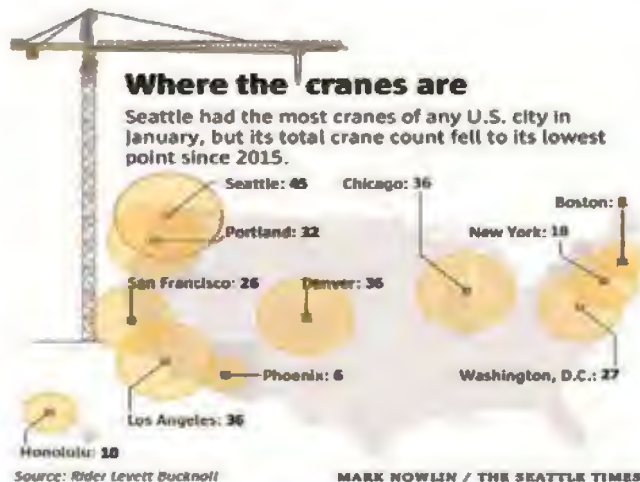 Where the cranes are
Seattle had the most cranes of any U.S. city in
January, but its total crane count fell to its lowest
point since 2015.
Seattle: 45
Chicago: 36
Boston: 8
Portland: 32
New York: 18
San Francisco: 26
Denver: 36
Phoenix: 6
Washington, D.C.: 27
Los Angeles: 36
Honolulu: 10
Source: Rider Levett Bucknall
MARK NOWLIN / THE SEATTLE TIMES